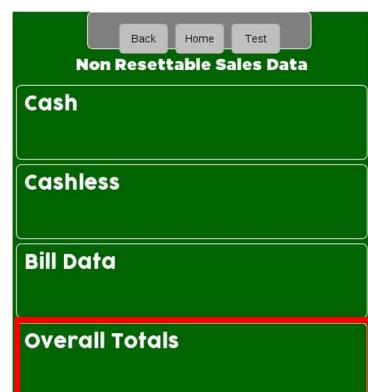 Back Home Test
Non Resettable Sales Data
Cash
Cashless
Bill Data
Overall Totals